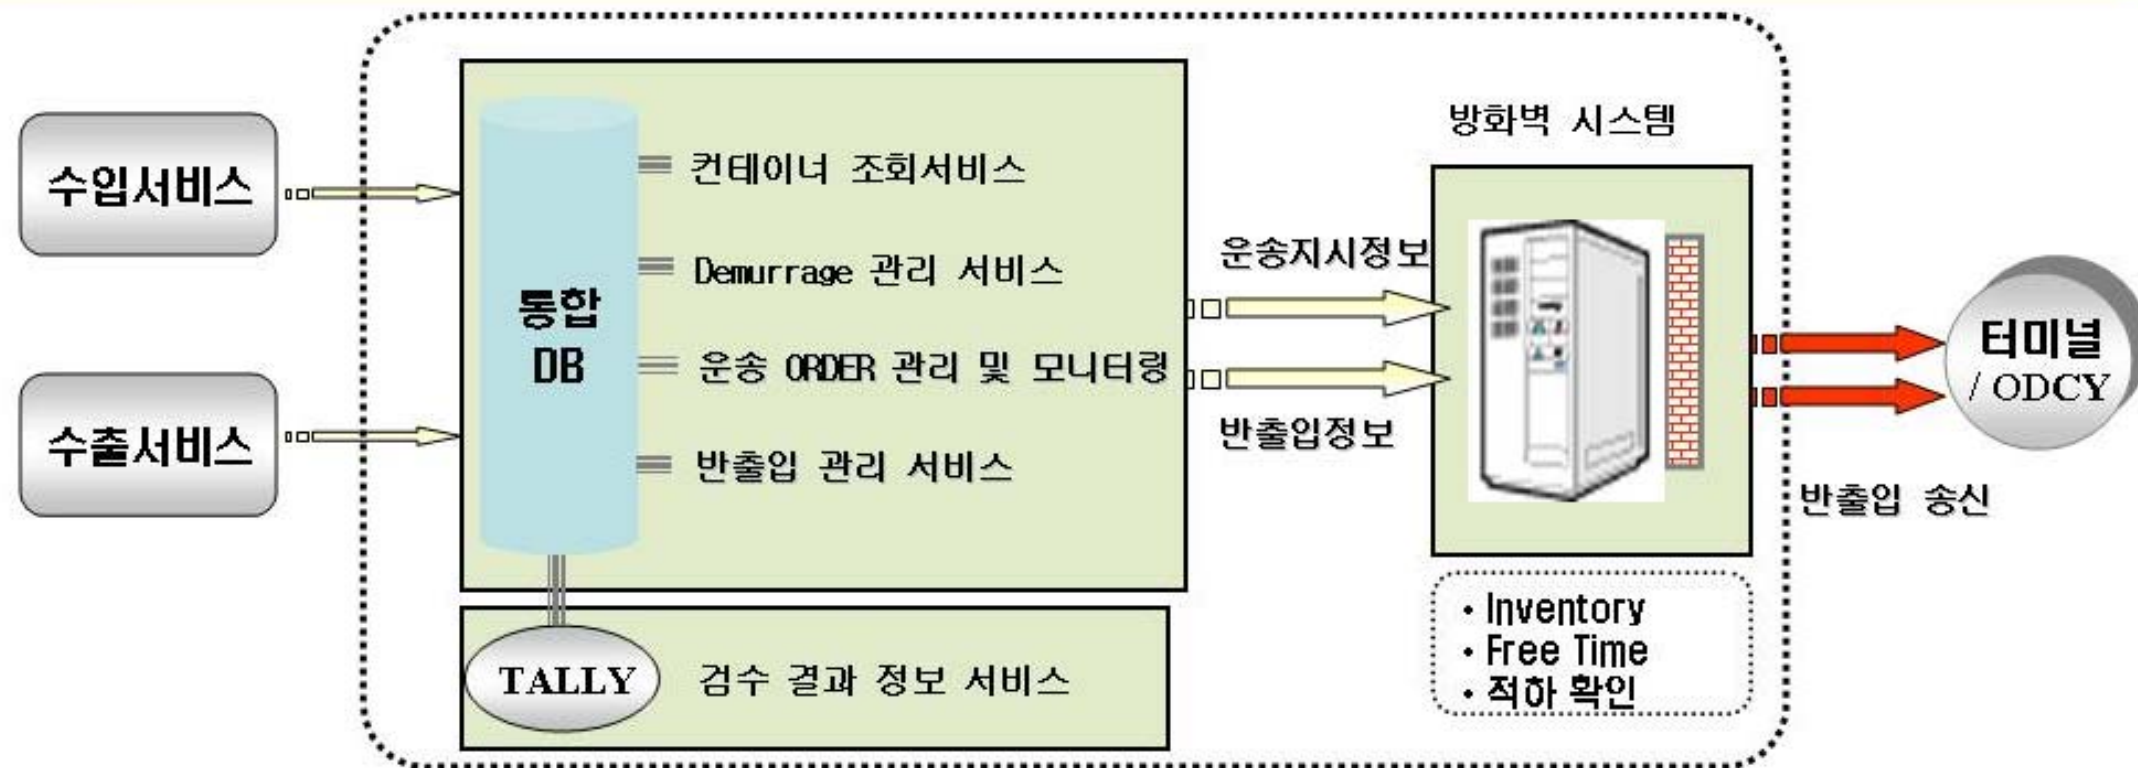 방화벽 시스템
수입서비스
컨테이너 조회서비스
Demurrage 관리 서비스
운송지시정보
통합
DB
운송 ORDER 관리 및 모니터링
터미널
/ ODCY
수출서비스
반출입 관리 서비스
반출입정보
반출입 송신
TALLY
검수 결과 정보 서비스
• Inventory
• Free Time
• 적하 확인